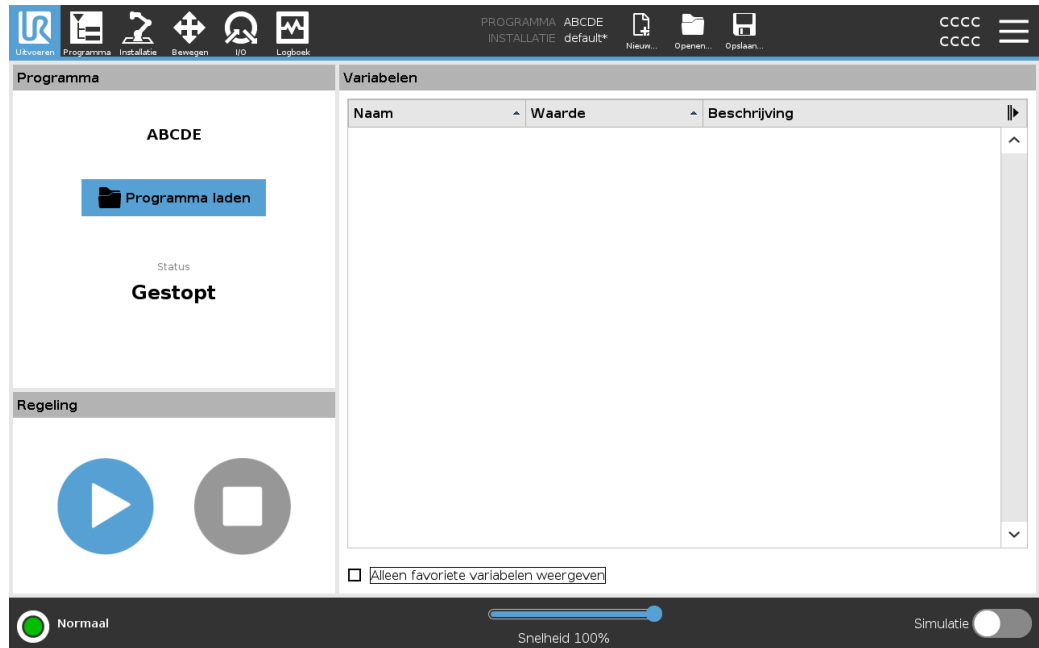 UR
Uitvoeren Programma Installatie Bewegen I/O Logboek
PROGRAMMA ABCDE
INSTALLATIE default*
Nieuw... Openen... Opslaan...
CCCC
CCCC
Programma
ABCDE
Programma laden
Status
Gestopt
Regeling
Variabelen
Naam Waarde Beschrijving
Alleen favoriete variabelen weergeven
Normaal
Snelheid 100%
Simulatie